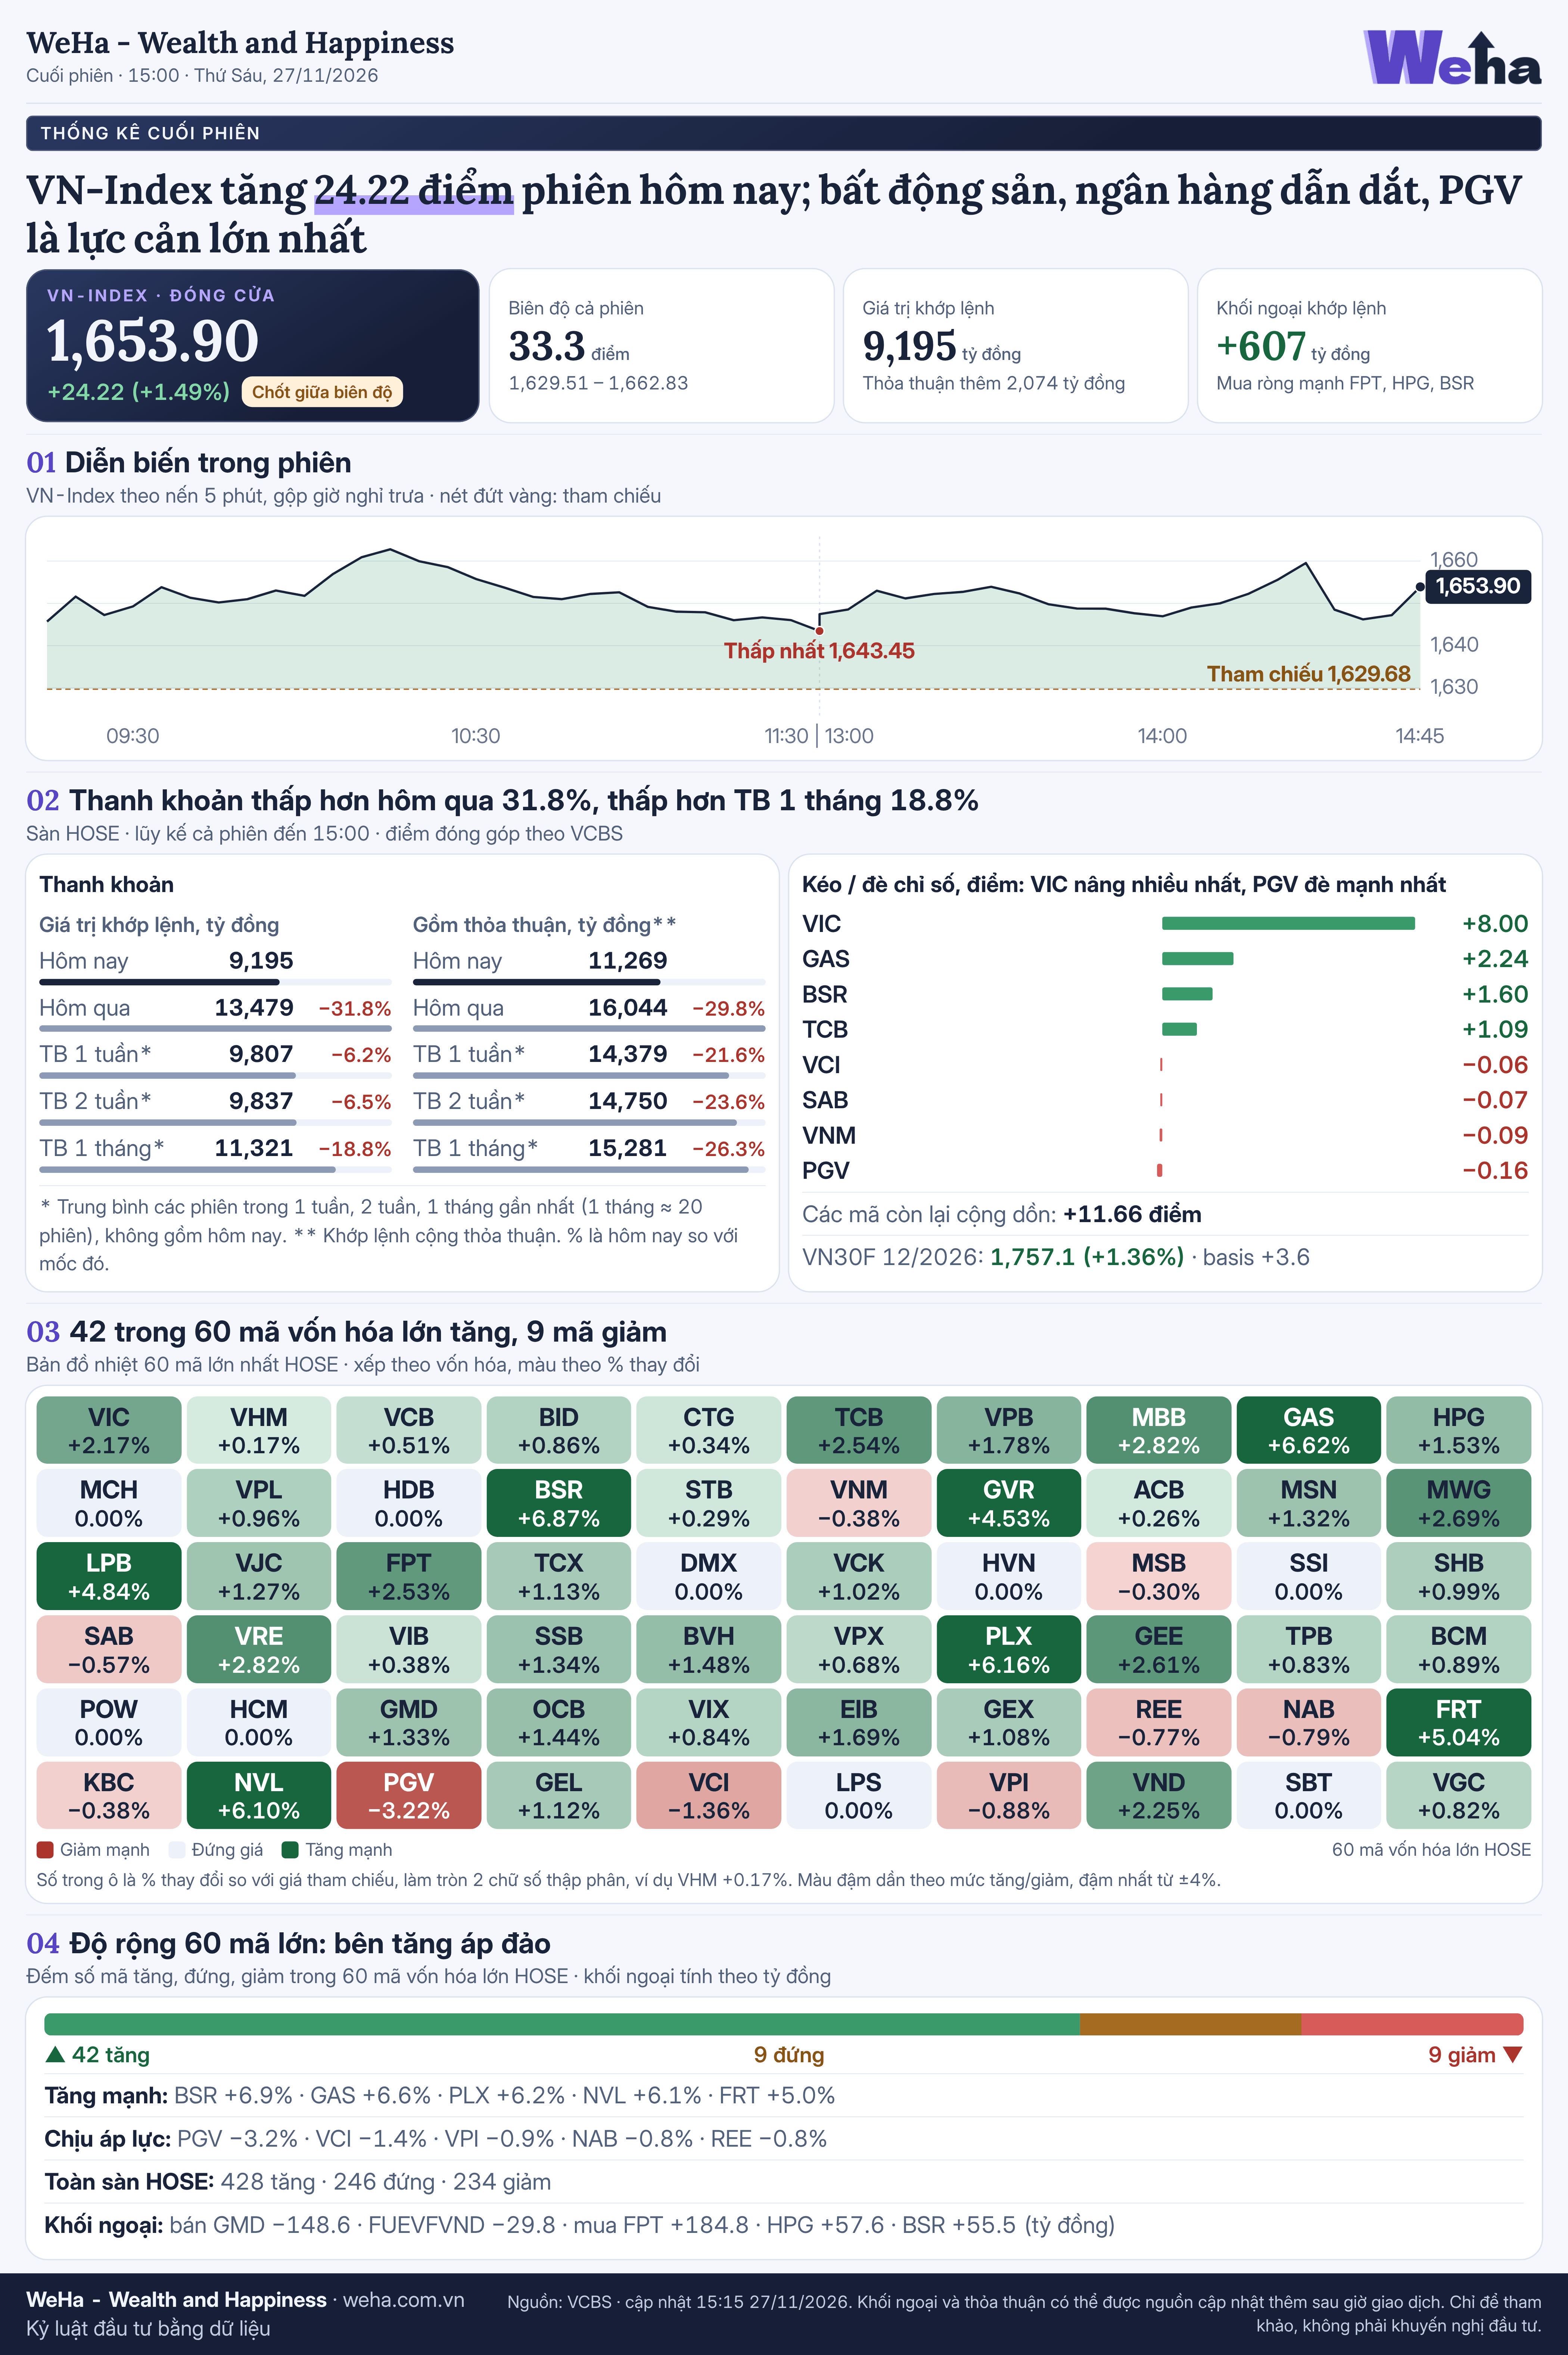 WeHa - Wealth and Happiness
Cuối phiên · 15:00 · Thứ Sáu, 27/11/2026
Weha
THỐNG KÊ CUỐI PHIÊN
VN-Index tăng 24.22 điểm phiên hôm nay; bất động sản, ngân hàng dẫn dắt, PGV
là lực cản lớn nhất
VN-INDEX · ĐÓNG CỬA
1,653.90
+24.22 (+1.49%) Chốt giữa biên độ
Biên độ cả phiên
33.3 điểm
1,629.51 – 1,662.83
Giá trị khớp lệnh
9,195 tỷ đồng
Thỏa thuận thêm 2,074 tỷ đồng
Khối ngoại khớp lệnh
+607 tỷ đồng
Mua ròng mạnh FPT, HPG, BSR
01 Diễn biến trong phiên
VN-Index theo nến 5 phút, gộp giờ nghỉ trưa · nét đứt vàng: tham chiếu
1,660
1,653.90
Thấp nhất 1,643.45
1,640
Tham chiếu 1,629.68
1,630
09:30 10:30 11:30 | 13:00 14:00 14:45
02 Thanh khoản thấp hơn hôm qua 31.8%, thấp hơn TB 1 tháng 18.8%
Sàn HOSE · lũy kế cả phiên đến 15:00 · điểm đóng góp theo VCBS
Thanh khoản
Giá trị khớp lệnh, tỷ đồng
Hôm nay 9,195
Hôm qua 13,479 −31.8%
TB 1 tuần* 9,807 −6.2%
TB 2 tuần* 9,837 −6.5%
TB 1 tháng* 11,321 −18.8%
Gồm thỏa thuận, tỷ đồng**
Hôm nay 11,269
Hôm qua 16,044 −29.8%
TB 1 tuần* 14,379 −21.6%
TB 2 tuần* 14,750 −23.6%
TB 1 tháng* 15,281 −26.3%
* Trung bình các phiên trong 1 tuần, 2 tuần, 1 tháng gần nhất (1 tháng ≈ 20
phiên), không gồm hôm nay. ** Khớp lệnh cộng thỏa thuận. % là hôm nay so với
mốc đó.
Kéo / đè chỉ số, điểm: VIC nâng nhiều nhất, PGV đè mạnh nhất
VIC +8.00
GAS +2.24
BSR +1.60
TCB +1.09
VCI −0.06
SAB −0.07
VNM −0.09
PGV −0.16
Các mã còn lại cộng dồn: +11.66 điểm
VN30F 12/2026: 1,757.1 (+1.36%) · basis +3.6
03 42 trong 60 mã vốn hóa lớn tăng, 9 mã giảm
Bản đồ nhiệt 60 mã lớn nhất HOSE · xếp theo vốn hóa, màu theo % thay đổi
VIC VHM VCB BID CTG TCB VPB MBB GAS HPG
+2.17% +0.17% +0.51% +0.86% +0.34% +2.54% +1.78% +2.82% +6.62% +1.53%
MCH VPL HDB BSR STB VNM GVR ACB MSN MWG
0.00% +0.96% 0.00% +6.87% +0.29% −0.38% +4.53% +0.26% +1.32% +2.69%
LPB VJC FPT TCX DMX VCK HVN MSB SSI SHB
+4.84% +1.27% +2.53% +1.13% 0.00% +1.02% 0.00% −0.30% 0.00% +0.99%
SAB VRE VIB SSB BVH VPX PLX GEE TPB BCM
−0.57% +2.82% +0.38% +1.34% +1.48% +0.68% +6.16% +2.61% +0.83% +0.89%
POW HCM GMD OCB VIX EIB GEX REE NAB FRT
0.00% 0.00% +1.33% +1.44% +0.84% +1.69% +1.08% −0.77% −0.79% +5.04%
KBC NVL PGV GEL VCI LPS VPI VND SBT VGC
−0.38% +6.10% −3.22% +1.12% −1.36% 0.00% −0.88% +2.25% 0.00% +0.82%
Giảm mạnh Đứng giá Tăng mạnh 60 mã vốn hóa lớn HOSE
Số trong ô là % thay đổi so với giá tham chiếu, làm tròn 2 chữ số thập phân, ví dụ VHM +0.17%. Màu đậm dần theo mức tăng/giảm, đậm nhất từ ±4%.
04 Độ rộng 60 mã lớn: bên tăng áp đảo
Đếm số mã tăng, đứng, giảm trong 60 mã vốn hóa lớn HOSE · khối ngoại tính theo tỷ đồng
▲ 42 tăng 9 đứng 9 giảm ▼
Tăng mạnh: BSR +6.9% · GAS +6.6% · PLX +6.2% · NVL +6.1% · FRT +5.0%
Chịu áp lực: PGV −3.2% · VCI −1.4% · VPI −0.9% · NAB −0.8% · REE −0.8%
Toàn sàn HOSE: 428 tăng · 246 đứng · 234 giảm
Khối ngoại: bán GMD −148.6 · FUEVFVND −29.8 · mua FPT +184.8 · HPG +57.6 · BSR +55.5 (tỷ đồng)
WeHa - Wealth and Happiness · weha.com.vn
Kỷ luật đầu tư bằng dữ liệu
Nguồn: VCBS · cập nhật 15:15 27/11/2026. Khối ngoại và thỏa thuận có thể được nguồn cập nhật thêm sau giờ giao dịch. Chỉ để tham
khảo, không phải khuyến nghị đầu tư.